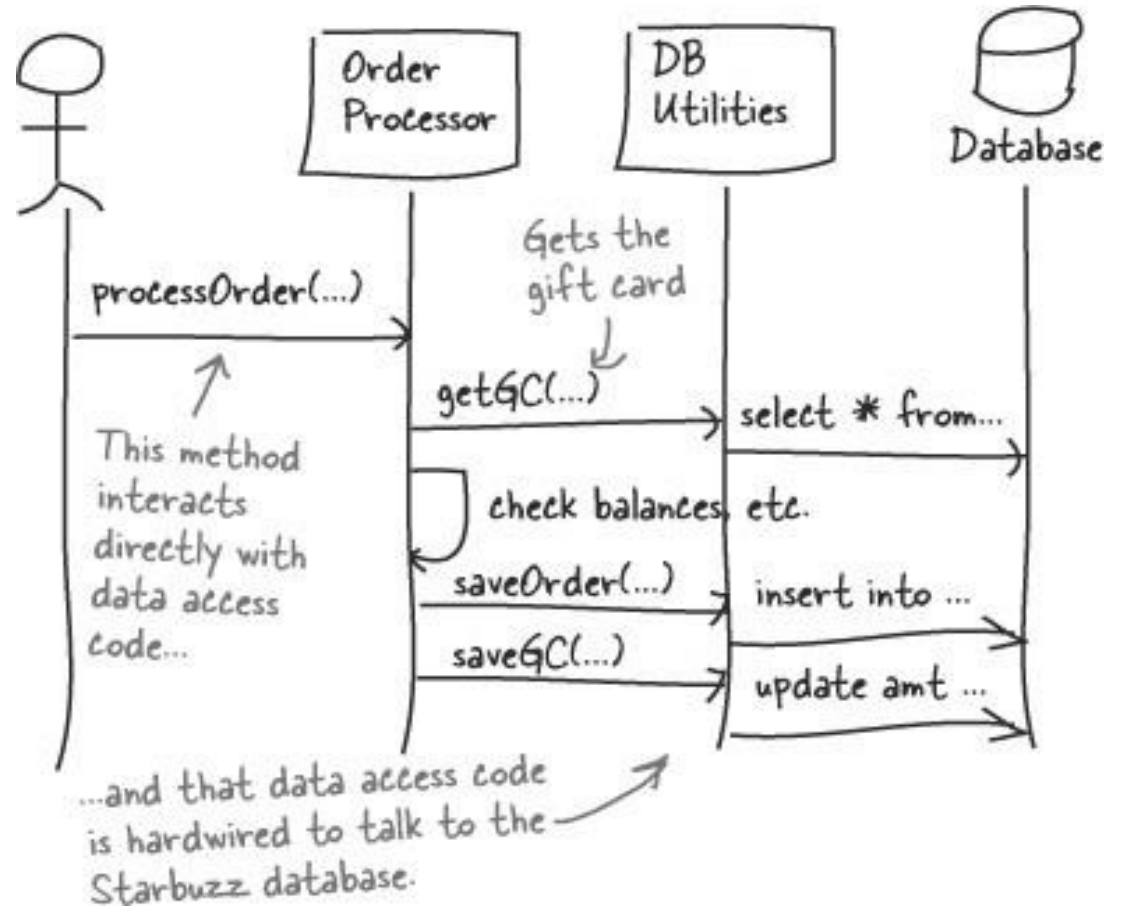 Order
Processor
DB
Utilities
Database
Gets the
gift card
processOrder(...)
getGC(...)
select * from...
This method
interacts
directly with
data access
code...
check balances, etc.
saveOrder(...)
insert into ...
saveGC(...)
update amt ...
...and that data access code
is hardwired to talk to the
Starbuzz database.